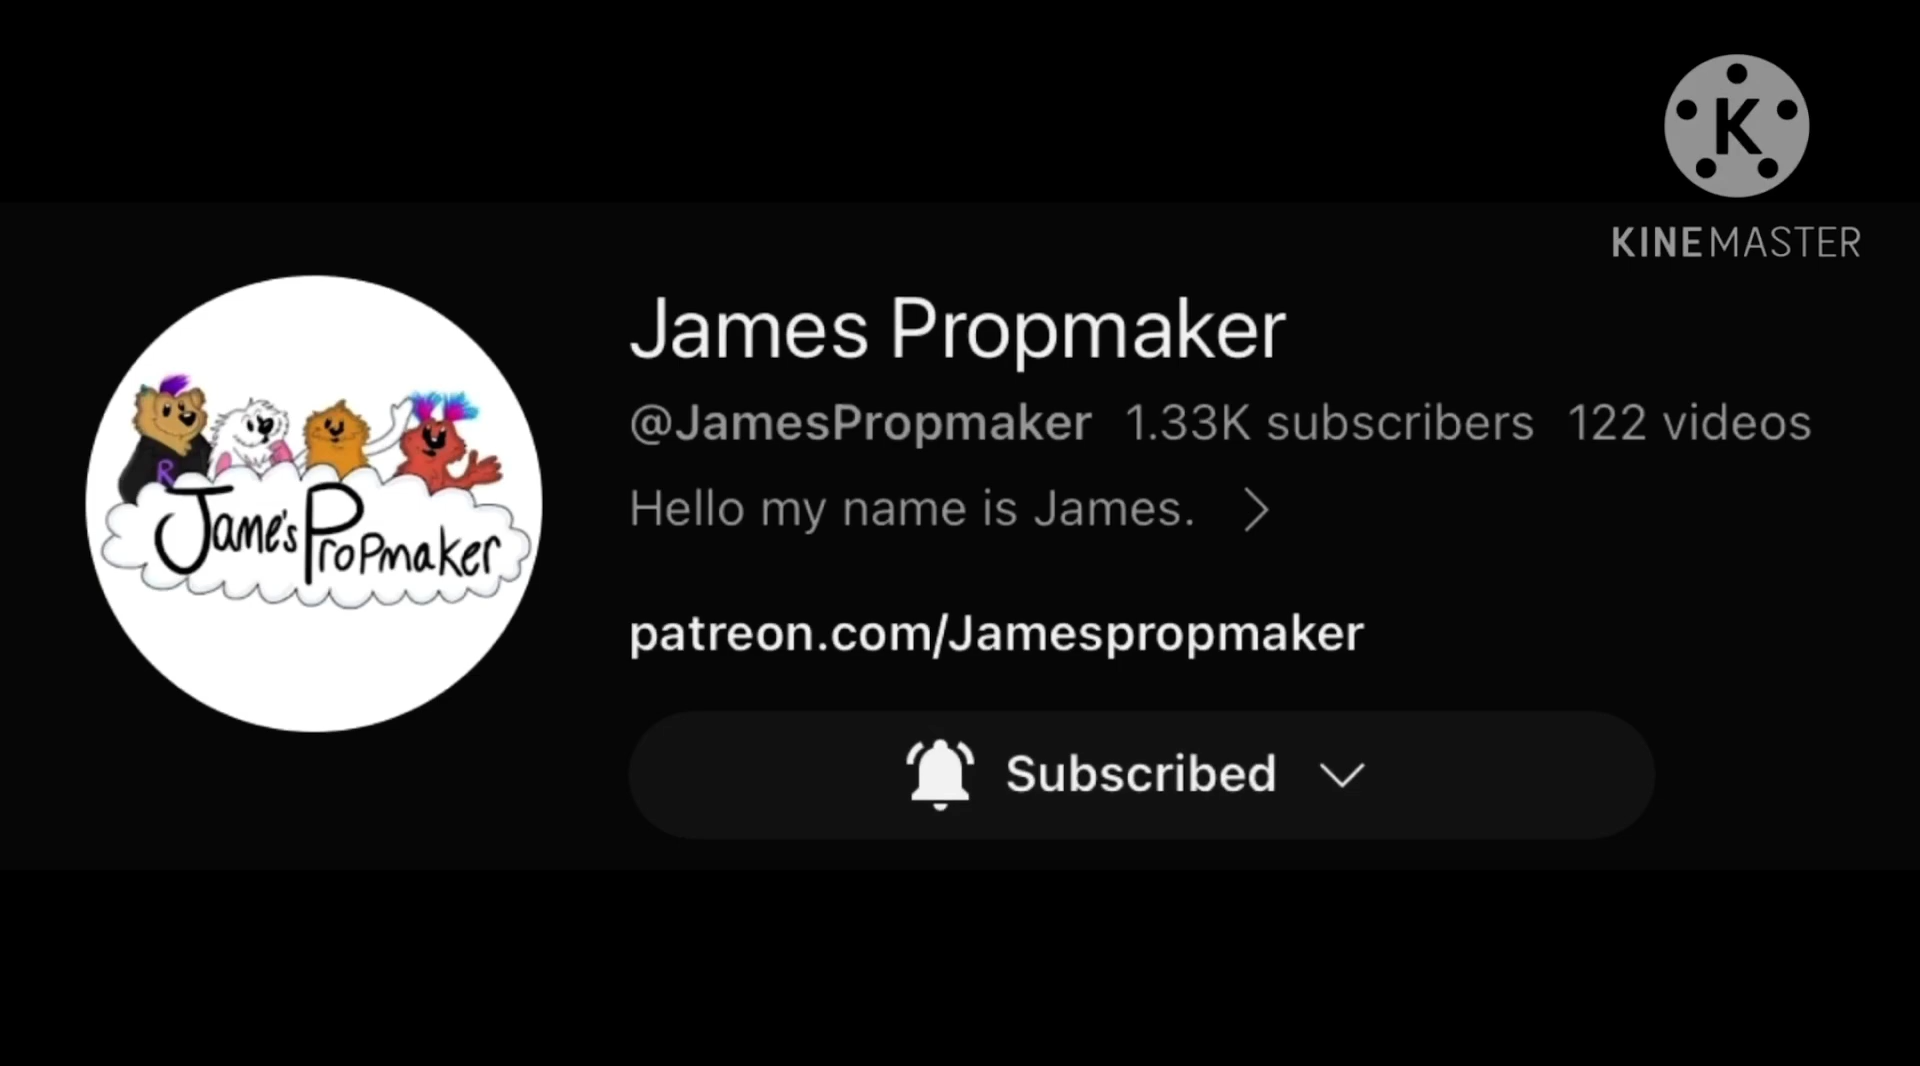 K
KINEMASTER
James Propmaker
@JamesPropmaker 1.33K subscribers 122 videos
Hello my name is James.
patreon.com/Jamespropmaker
Subscribed
R
Jame's Propmaker